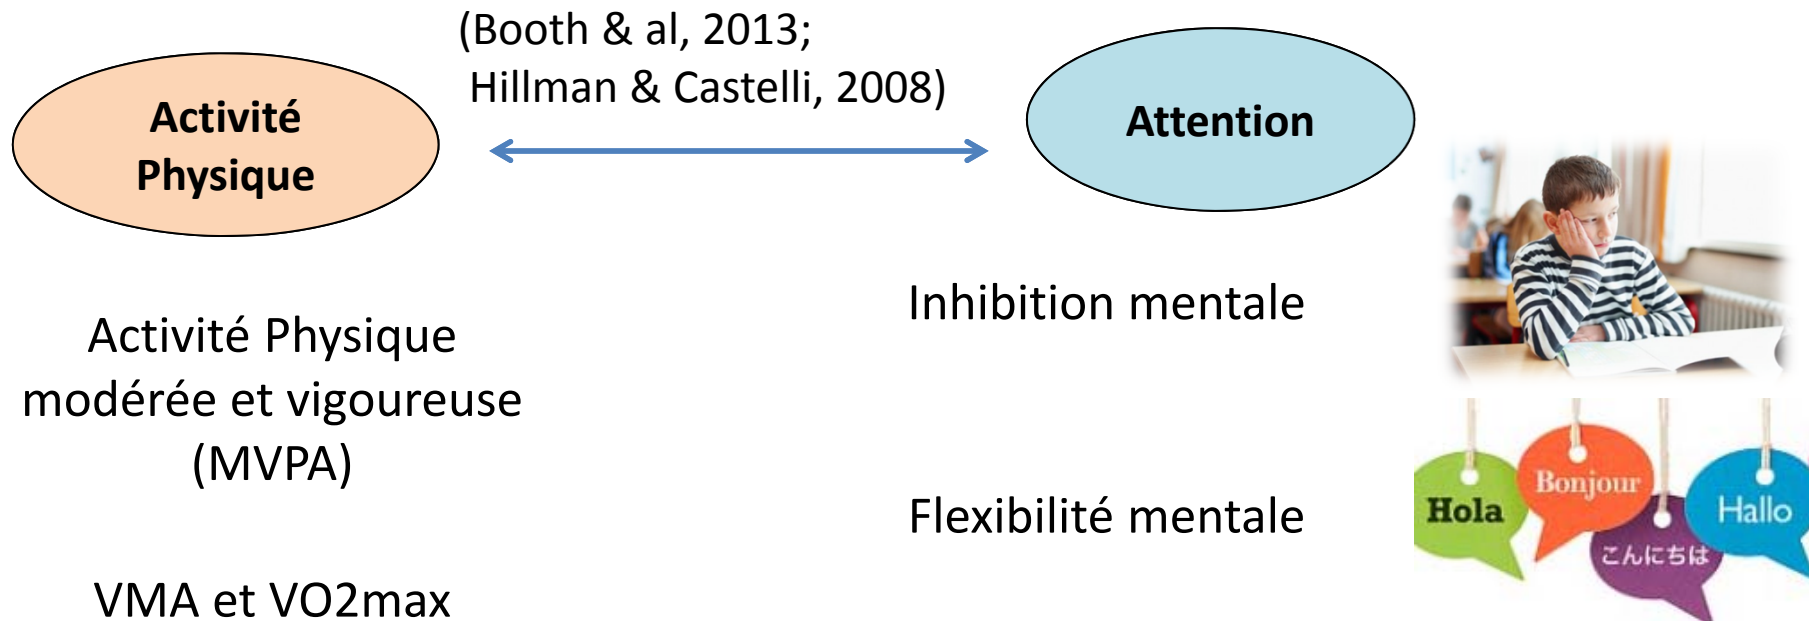 (Booth & al, 2013;
Hillman & Castelli, 2008)
Activité
Physique
Attention
Activité Physique
modérée et vigoureuse
(MVPA)
VMA et VO2max
Inhibition mentale
Flexibilité mentale
Hola
Bonjour
こんにちは
Hallo